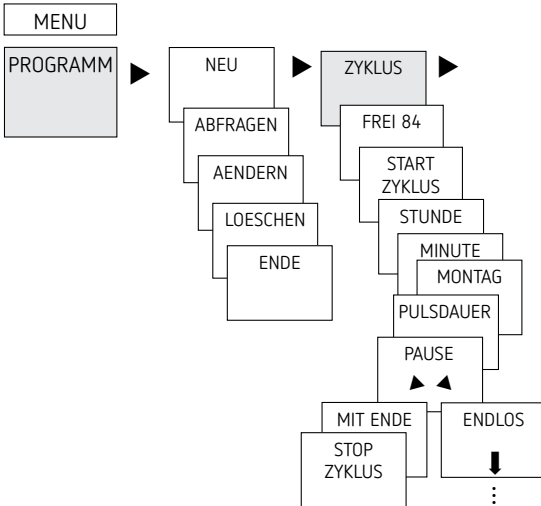 MENU
PROGRAMM
NEU
ABFRAGEN
AENDERN
LOESCHEN
ENDE
ZYKLUS
FREI 84
START
ZYKLUS
STUNDE
MINUTE
MONTAG
PULSDAUER
PAUSE
MIT ENDE
STOP
ZYKLUS
ENDLOS